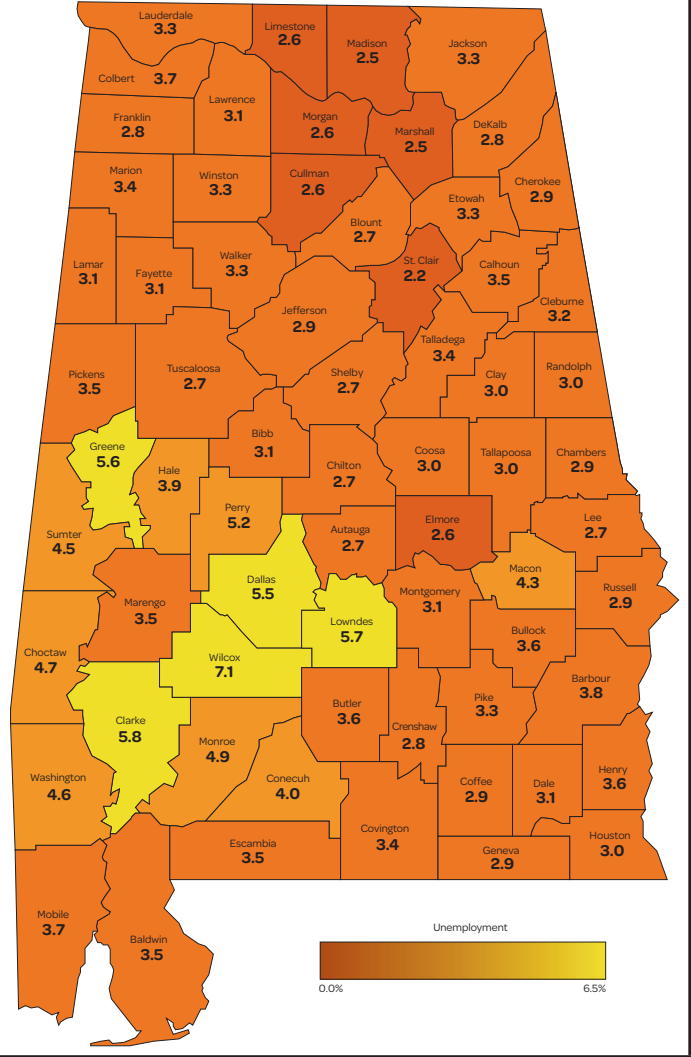 Lauderdale
3.3
Limestone
2.6
Madison
2.5
Jackson
3.3
Colbert 3.7
Lawrence
3.1
Franklin
2.8
Morgan
2.6
Marshall
2.5
DeKalb
2.8
Marion
3.4
Winston
3.3
Cullman
2.6
Cherokee
2.9
Etowah
3.3
Blount
2.7
Lamar
3.1
Fayette
3.1
Walker
3.3
St. Clair
2.2
Calhoun
3.5
Cleburne
3.2
Jefferson
2.9
Talladega
3.4
Pickens
3.5
Tuscaloosa
2.7
Shelby
2.7
Clay
3.0
Randolph
3.0
Greene
5.6
Hale
3.9
Bibb
3.1
Chilton
2.7
Coosa
3.0
Tallapoosa
3.0
Chambers
2.9
Sumter
4.5
Perry
5.2
Autauga
2.7
Elmore
2.6
Lee
2.7
Macon
4.3
Dallas
5.5
Marengo
3.5
Montgomery
3.1
Russell
2.9
Lowndes
5.7
Bullock
3.6
Choctaw
4.7
Wilcox
7.1
Barbour
3.8
Clarke
5.8
Butler
3.6
Pike
3.3
Crenshaw
2.8
Monroe
4.9
Washington
4.6
Conecuh
4.0
Coffee
2.9
Dale
3.1
Henry
3.6
Covington
3.4
Escambia
3.5
Geneva
2.9
Houston
3.0
Mobile
3.7
Baldwin
3.5
Unemployment
0.0% 6.5%